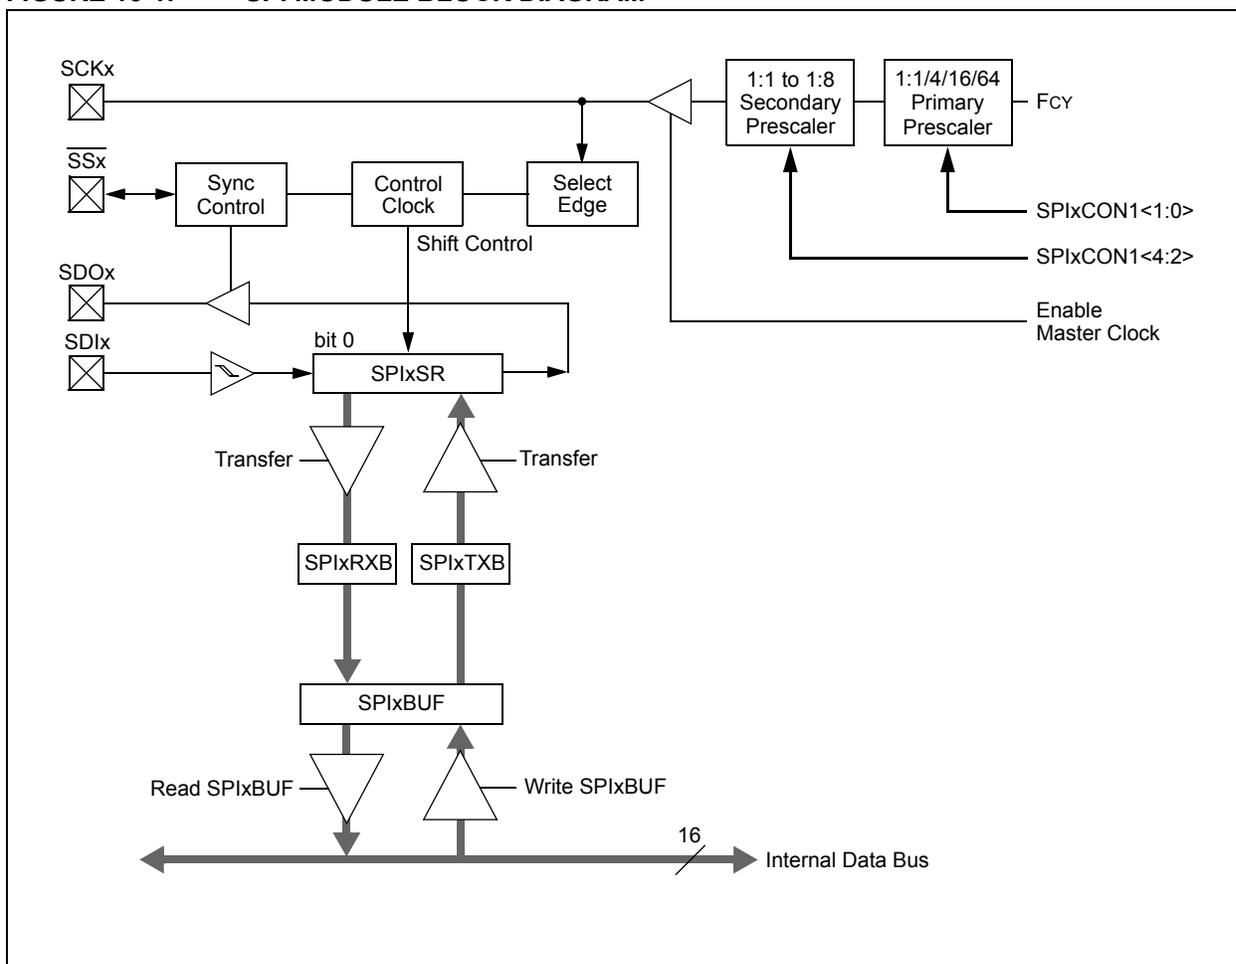 SCKx
1:1 to 1:8
Secondary
Prescaler
1:1/4/16/64
Primary
Prescaler
FCY
SSx
Sync
Control
Control
Clock
Select
Edge
SPIxCON1<1:0>
Shift Control
SPIxCON1<4:2>
SDOx
Enable
Master Clock
SDIx
bit 0
SPIxSR
Transfer
Transfer
SPIxRXB
SPIxTXB
SPIxBUF
Read SPIxBUF
Write SPIxBUF
16
Internal Data Bus